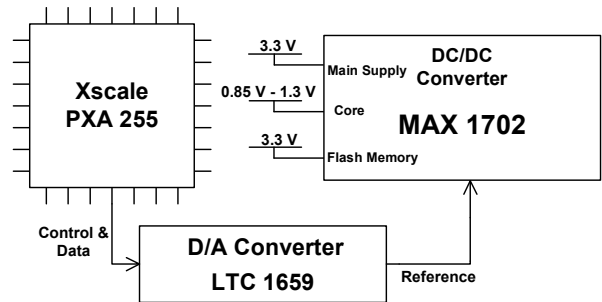 Xscale
PXA 255
3.3 V
Main Supply
0.85 V - 1.3 V
Core
3.3 V
Flash Memory
DC/DC
Converter
MAX 1702
Control &
Data
D/A Converter
LTC 1659
Reference